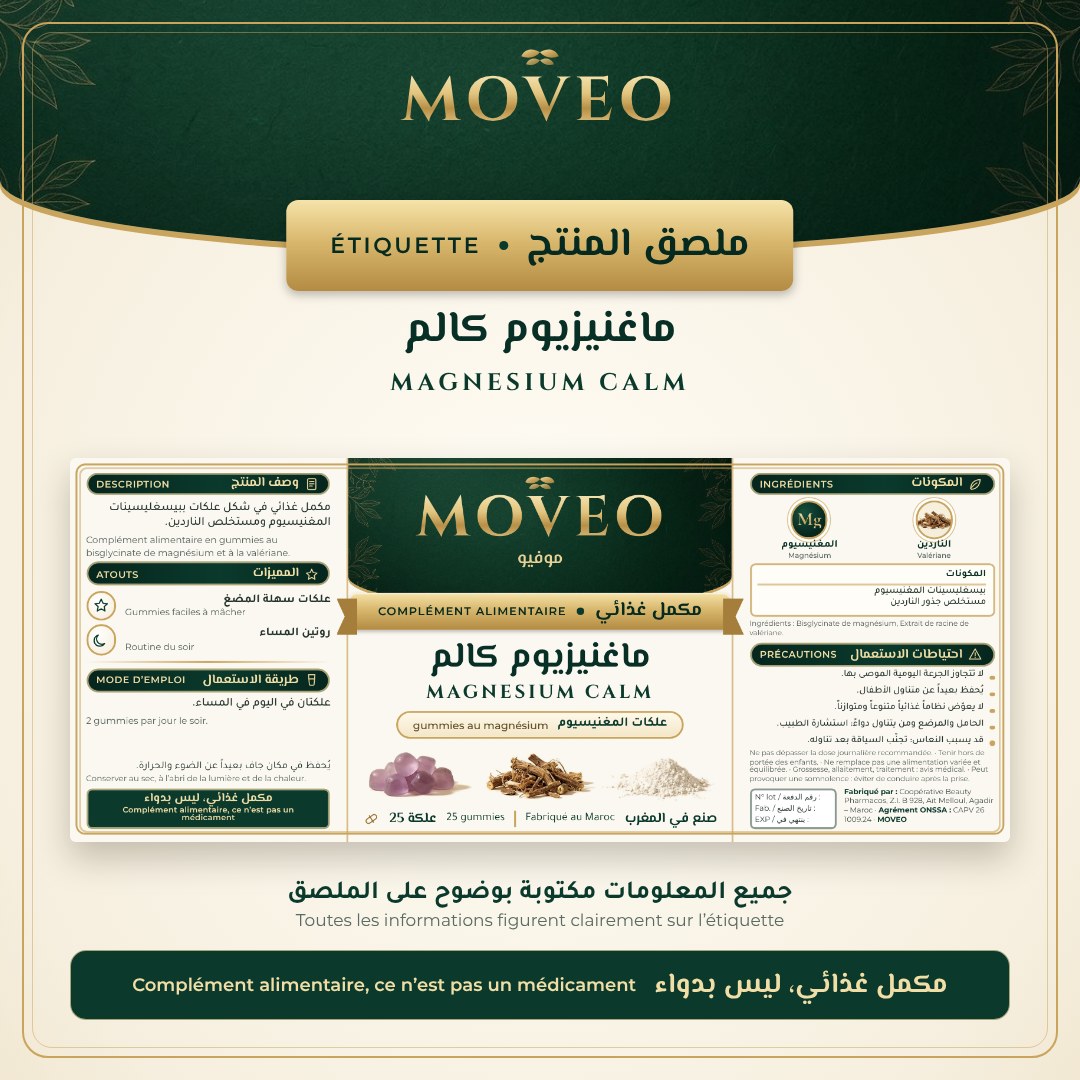 MOVEO
ÉTIQUETTE • ملصق المنتج
ماغنيزيوم كالم
MAGNESIUM CALM
DESCRIPTION وصف المنتج
مكمل غذائي في شكل علكات ببيسغليسينات
المغنيسيوم ومستخلص الناردين.
Complément alimentaire en gummies au
bisglycinate de magnésium et à la valériane.
ATOUTS المميزات
علكات سهلة المضغ
Gummies faciles à mâcher
روتين المساء
Routine du soir
MODE D'EMPLOI طريقة الاستعمال
علكتان في اليوم في المساء.
2 gummies par jour le soir.
يُحفظ في مكان جاف بعيداً عن الضوء والحرارة.
Conserver au sec, à l'abri de la lumière et de la chaleur.
مكمل غذائي، ليس بدواء
Complément alimentaire, ce n'est pas un
médicament
MOVEO
موفيو
COMPLÉMENT ALIMENTAIRE • مكمل غذائي
ماغنيزيوم كالم
MAGNESIUM CALM
gummies au magnésium علكات المغنيسيوم
25 علكة 25 gummies | Fabriqué au Maroc صنع في المغرب
INGRÉDIENTS المكونات
Mg
المغنيسيوم
Magnésium
الناردين
Valériane
المكونات
بيسغليسينات المغنيسيوم
مستخلص جذور الناردين
Ingrédients : Bisglycinate de magnésium, Extrait de racine de
valériane.
PRÉCAUTIONS احتياطات الاستعمال
لا تتجاوز الجرعة اليومية الموصى بها.
يُحفظ بعيداً عن متناول الأطفال.
لا يعوّض نظاماً غذائياً متنوعاً ومتوازناً.
الحامل والمرضع ومن يتناول دواءً: استشارة الطبيب.
قد يسبب النعاس: تجنّب السياقة بعد تناوله.
Ne pas dépasser la dose journalière recommandée. · Tenir hors de
portée des enfants. · Ne remplace pas une alimentation variée et
équilibrée. · Grossesse, allaitement, traitement : avis médical. · Peut
provoquer une somnolence : éviter de conduire après la prise.
N° lot / رقم الدفعة :
Fab. / تاريخ الصنع :
EXP / ينتهي في :
Fabriqué par : Coopérative Beauty
Pharmacos. Z.I. B 928, Ait Melloul, Agadir
– Maroc · Agrément ONSSA : CAPV 26
1009.24 · MOVEO
جميع المعلومات مكتوبة بوضوح على الملصق
Toutes les informations figurent clairement sur l'étiquette
Complément alimentaire, ce n'est pas un médicament مكمل غذائي، ليس بدواء